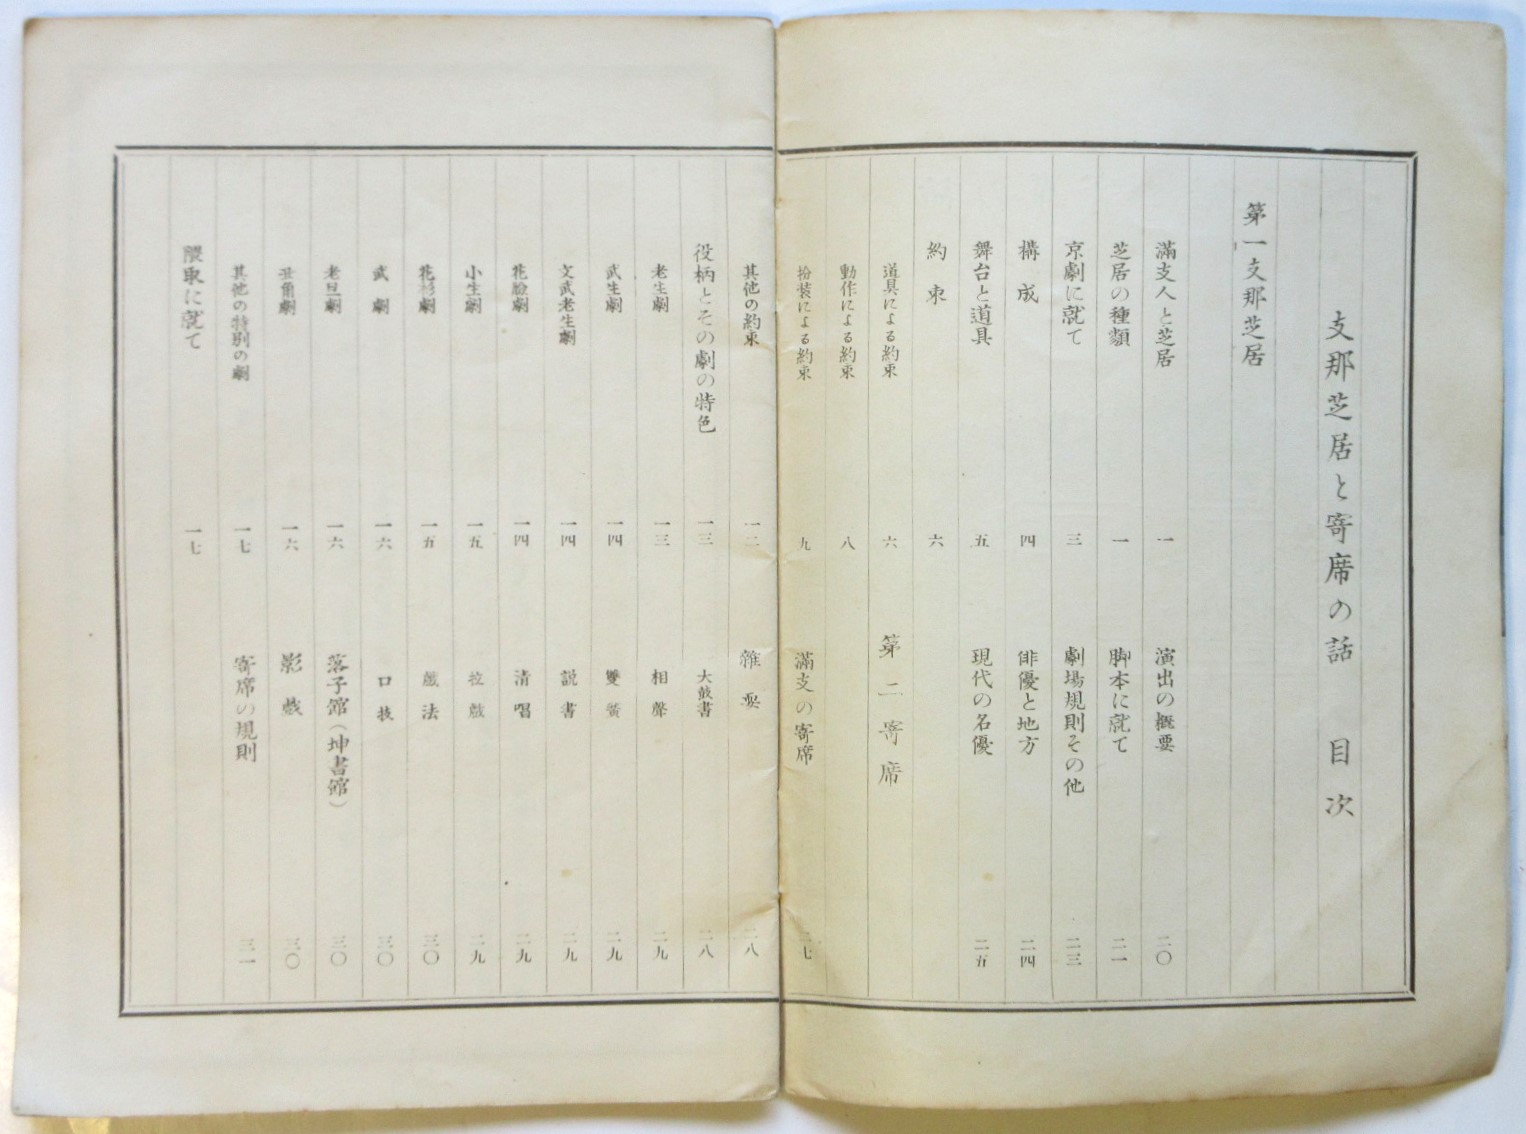 支那芝居と寄席の話 目次
第一支那芝居
滿支人と芝居 一
芝居の種類 一
京劇に就て 三
構成 四
舞台と道具 五
約束 六
道具による約束 六
動作による約束 八
扮装による約束 九
其他の約束 一二
役柄とその劇の特色 一三
老生劇 一三
武生劇 一四
文武老生劇 一四
花臉劇 一四
小生劇 一五
花衫劇 一五
武劇 一六
老旦劇 一六
丑角劇 一六
其他の特別の劇 一七
隈取に就て 一七
演出の概要 二〇
脚本に就て 二一
劇場規則その他 二三
俳優と地方 二四
現代の名優 二五
第二寄席
滿支の寄席 二七
雜耍 二八
大鼓書 二八
相聲 二九
雙簧 二九
説書 二九
清唱 二九
拉戯 二九
戯法 三〇
口技 三〇
落子館(坤書館) 三〇
影戯 三〇
寄席の規則 三一